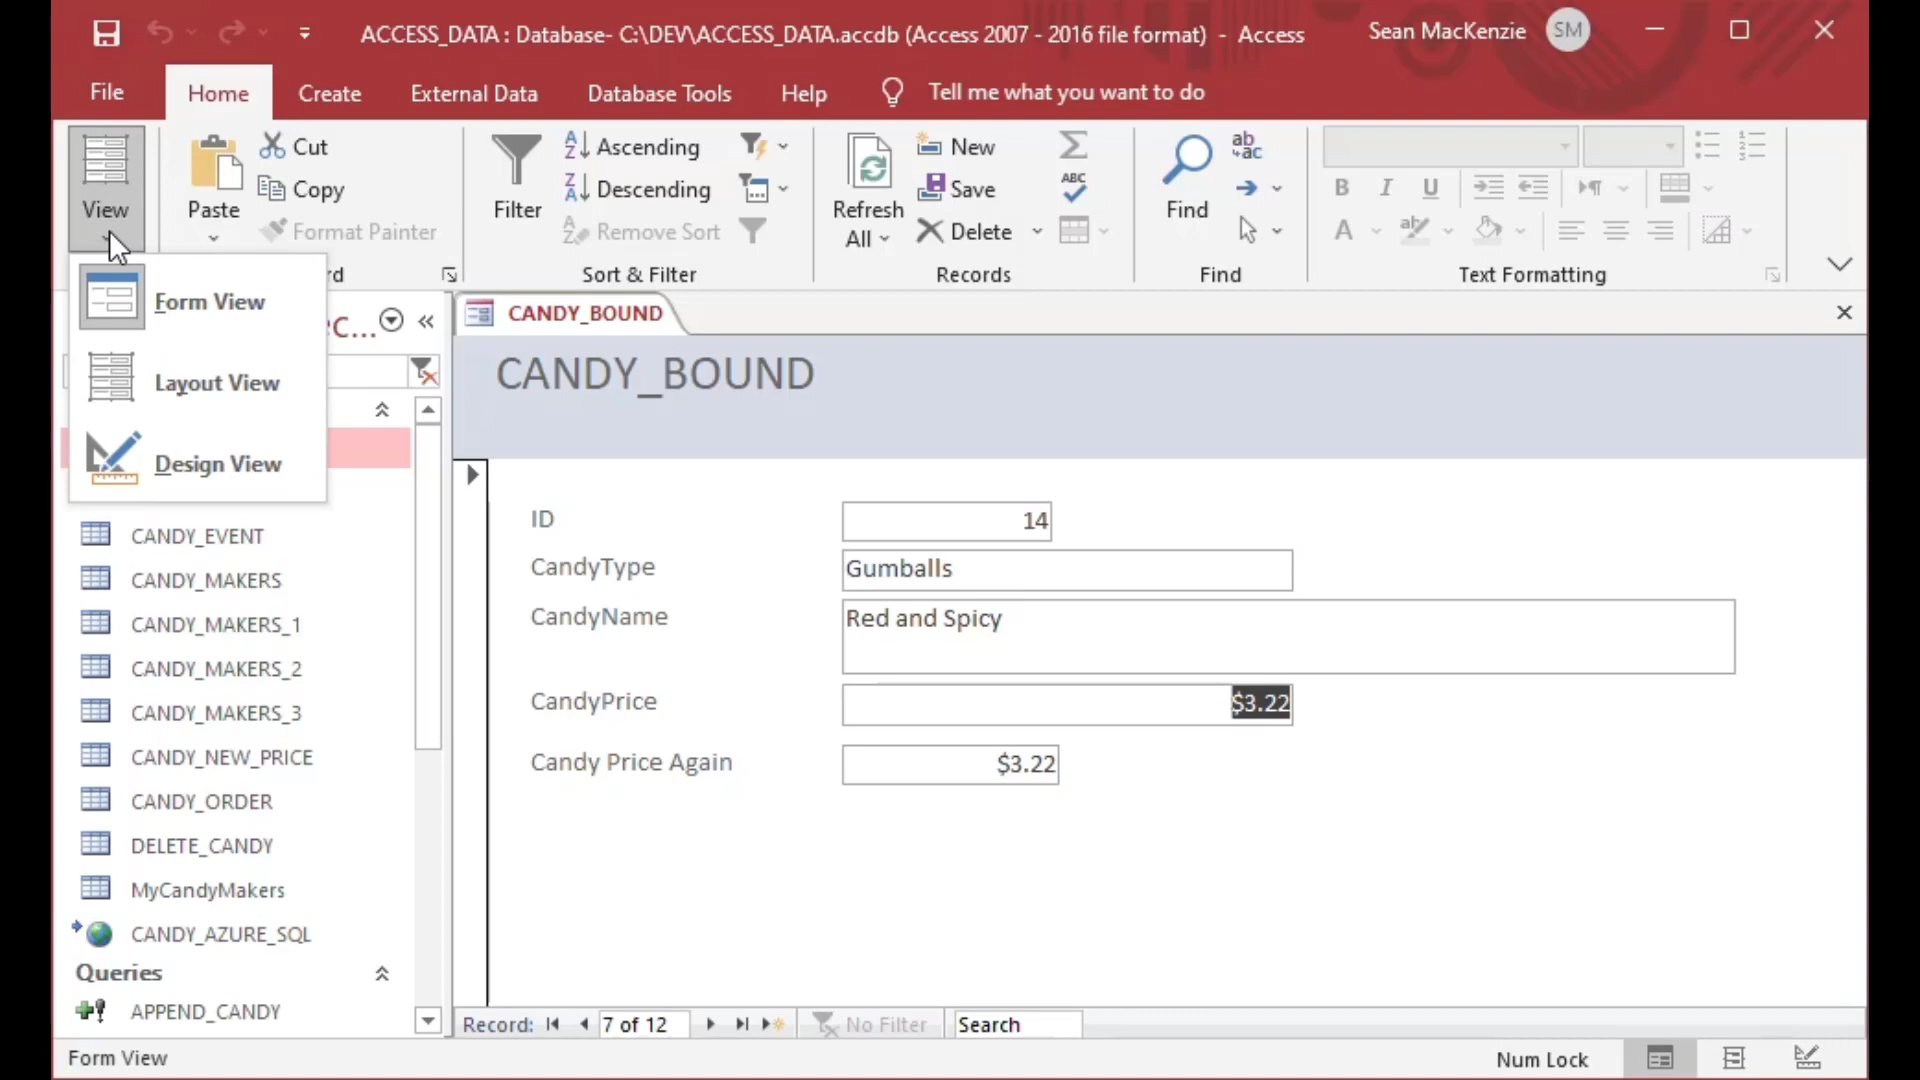 ACCESS_DATA : Database- C:\DEV\ACCESS_DATA.accdb (Access 2007 - 2016 file format) - Access
Sean MacKenzie
SM
File
Home
Create
External Data
Database Tools
Help
Tell me what you want to do
View
Paste
Cut
Copy
Format Painter
Filter
Ascending
Descending
Remove Sort
Sort & Filter
Refresh
All
New
Save
Delete
Records
Find
Find
Text Formatting
Form View
Layout View
Design View
CANDY_EVENT
CANDY_MAKERS
CANDY_MAKERS_1
CANDY_MAKERS_2
CANDY_MAKERS_3
CANDY_NEW_PRICE
CANDY_ORDER
DELETE_CANDY
MyCandyMakers
CANDY_AZURE_SQL
Queries
APPEND_CANDY
CANDY_BOUND
CANDY_BOUND
ID
14
CandyType
Gumballs
CandyName
Red and Spicy
CandyPrice
$3.22
Candy Price Again
$3.22
Record:
7 of 12
No Filter
Search
Form View
Num Lock